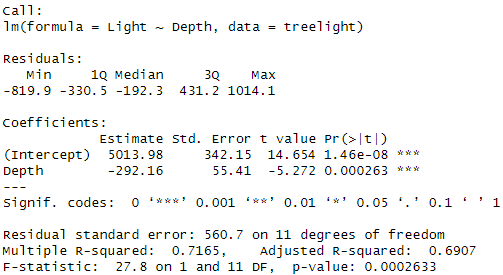 Call:
lm(formula = Light ~ Depth, data = treelight)
Residuals:
Min 1Q Median 3Q Max
-819.9 -330.5 -192.3 431.2 1014.1
Coefficients:
Estimate Std. Error t value Pr(>|t|)
(Intercept) 5013.98 342.15 14.654 1.46e-08 ***
Depth -292.16 55.41 -5.272 0.000263 ***
---
Signif. codes: 0 ‘***’ 0.001 ‘**’ 0.01 ‘*’ 0.05 ‘.’ 0.1 ‘ ’ 1
Residual standard error: 560.7 on 11 degrees of freedom
Multiple R-squared: 0.7165, Adjusted R-squared: 0.6907
F-statistic: 27.8 on 1 and 11 DF, p-value: 0.0002633